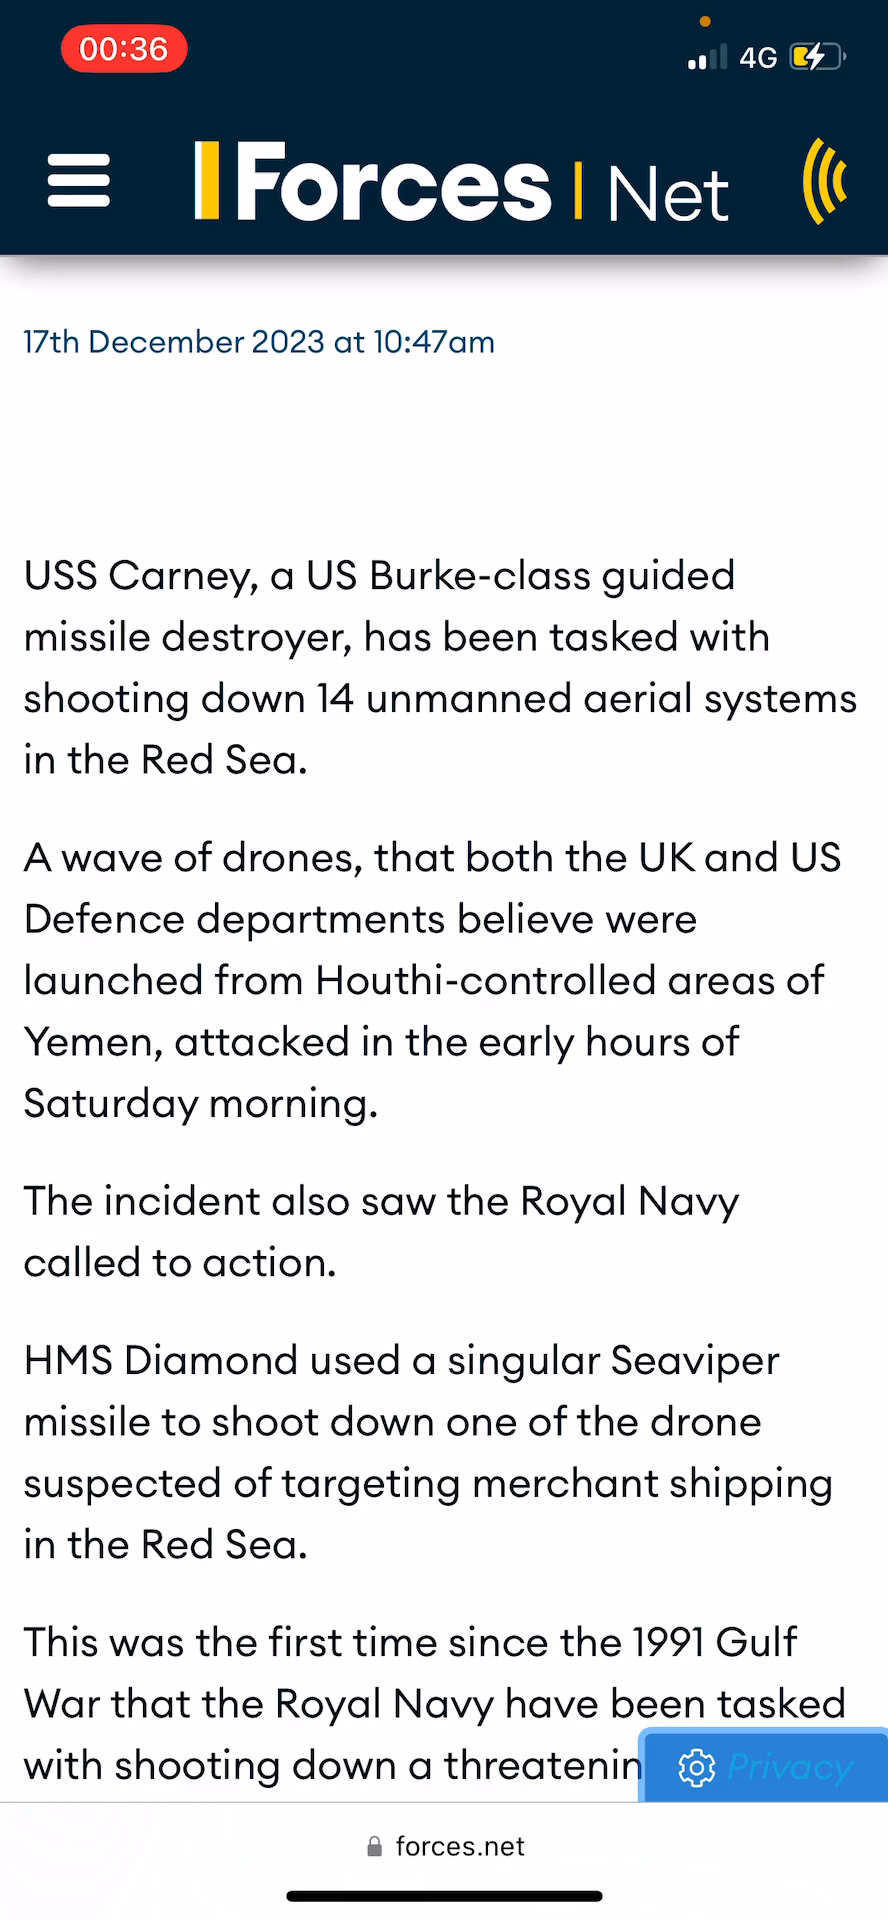 00:36
4G
Forces Net
17th December 2023 at 10:47am
USS Carney, a US Burke-class guided
missile destroyer, has been tasked with
shooting down 14 unmanned aerial systems
in the Red Sea.
A wave of drones, that both the UK and US
Defence departments believe were
launched from Houthi-controlled areas of
Yemen, attacked in the early hours of
Saturday morning.
The incident also saw the Royal Navy
called to action.
HMS Diamond used a singular Seaviper
missile to shoot down one of the drone
suspected of targeting merchant shipping
in the Red Sea.
This was the first time since the 1991 Gulf
War that the Royal Navy have been tasked
with shooting down a threatenin
Privacy
forces.net